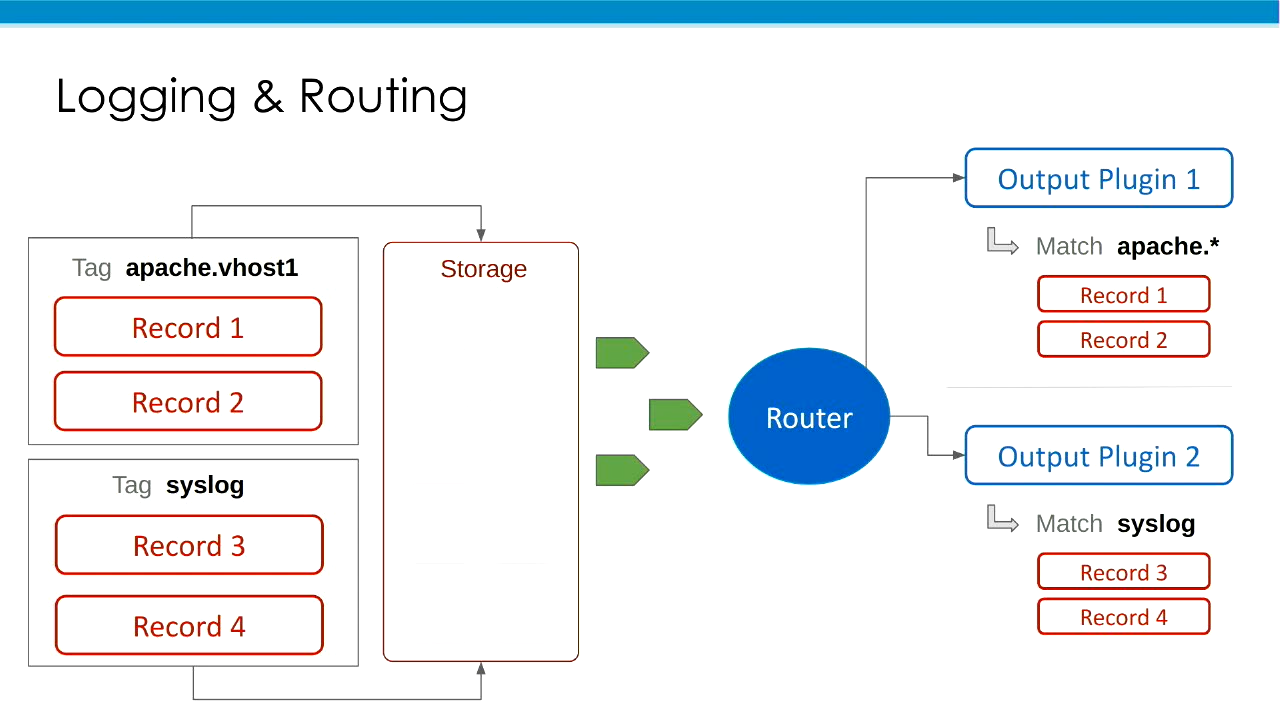 Logging & Routing
Tag apache.vhost1
Record 1
Record 2
Tag syslog
Record 3
Record 4
Storage
Router
Output Plugin 1
Match apache.*
Record 1
Record 2
Output Plugin 2
Match syslog
Record 3
Record 4